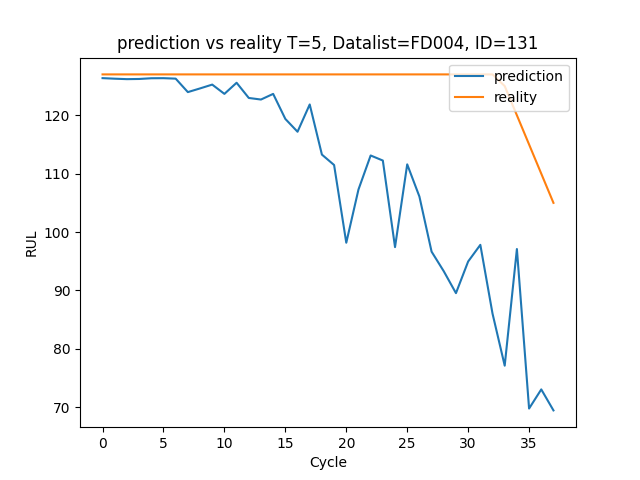 prediction vs reality T=5, Datalist=FD004, ID=131
prediction
reality
120
110
100
90
80
70
RUL
0 5 10 15 20 25 30 35
Cycle